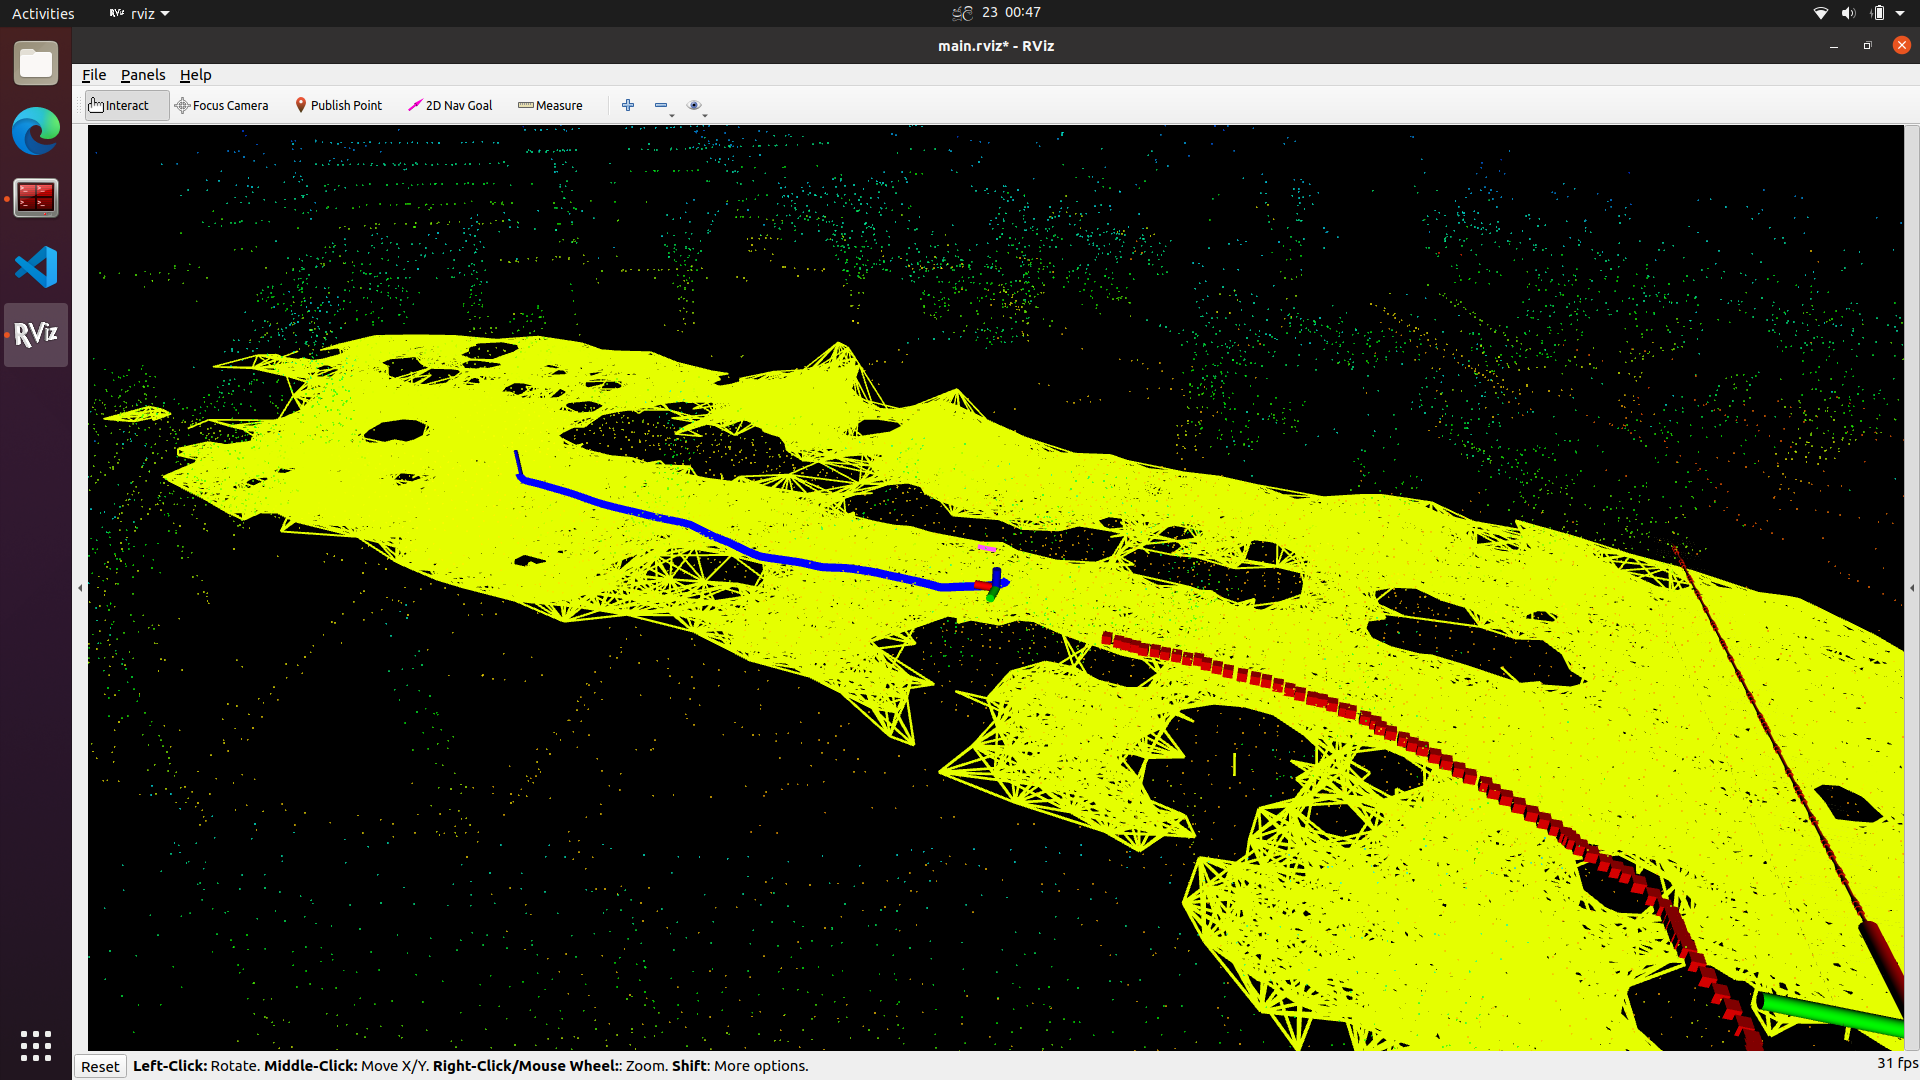 Activities
RViz rviz
ජූලි 23 00:47
main.rviz* - RViz
File Panels Help
Interact Focus Camera Publish Point 2D Nav Goal Measure
RViz
Reset Left-Click: Rotate. Middle-Click: Move X/Y. Right-Click/Mouse Wheel:: Zoom. Shift: More options.
31 fps